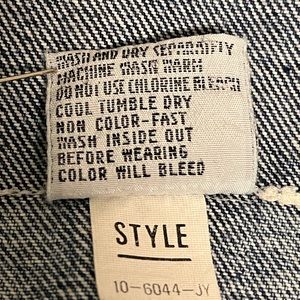 WASH AND DRY SEPARATELY
MACHINE WASH WARM
DO NOT USE CHLORINE BLEACH
COOL TUMBLE DRY
NON COLOR-FAST
WASH INSIDE OUT
BEFORE WEARING
COLOR WILL BLEED
STYLE
10-6044-JY